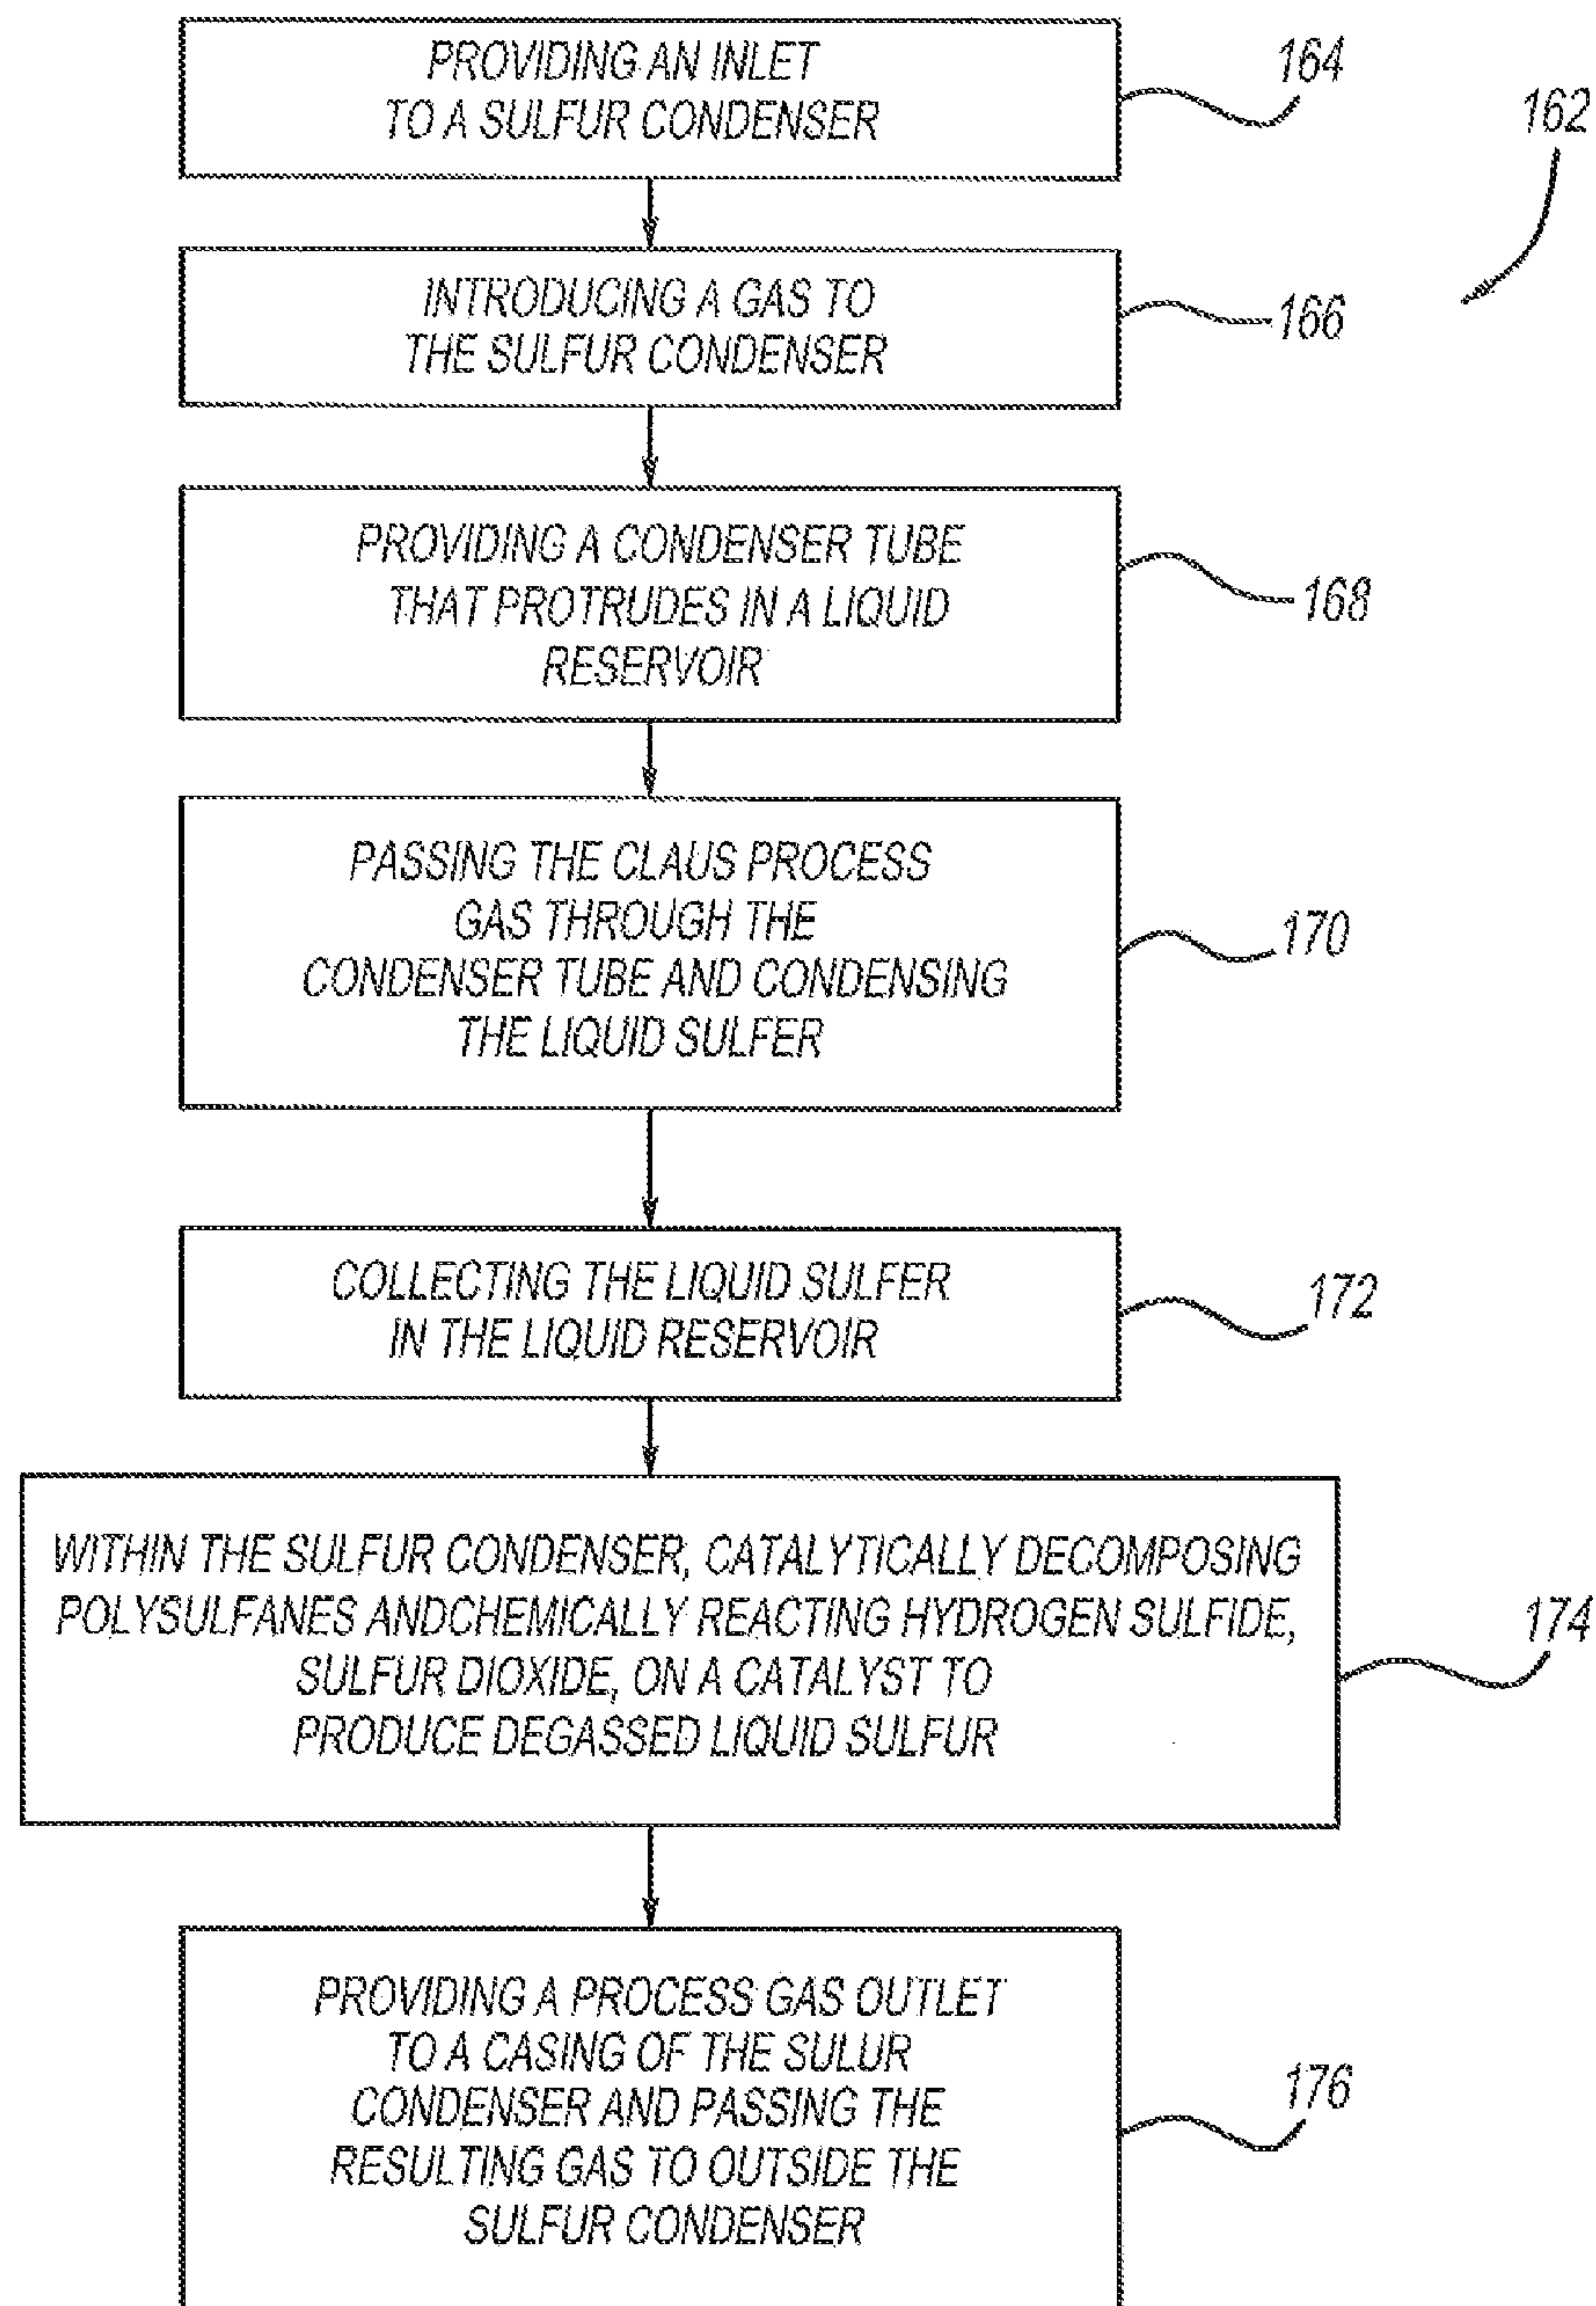 PROVIDING AN INLET
TO A SULFUR CONDENSER
164
162
INTRODUCING A GAS TO
THE SULFUR CONDENSER
166
PROVIDING A CONDENSER TUBE
THAT PROTRUDES IN A LIQUID
RESERVOIR
168
PASSING THE CLAUS PROCESS
GAS THROUGH THE
CONDENSER TUBE AND CONDENSING
THE LIQUID SULFER
170
COLLECTING THE LIQUID SULFER
IN THE LIQUID RESERVOIR
172
WITHIN THE SULFUR CONDENSER, CATALYTICALLY DECOMPOSING
POLYSULFANES ANDCHEMICALLY REACTING HYDROGEN SULFIDE,
SULFUR DIOXIDE, ON A CATALYST TO
PRODUCE DEGASSED LIQUID SULFUR
174
PROVIDING A PROCESS GAS OUTLET
TO A CASING OF THE SULUR
CONDENSER AND PASSING THE
RESULTING GAS TO OUTSIDE THE
SULFUR CONDENSER
176